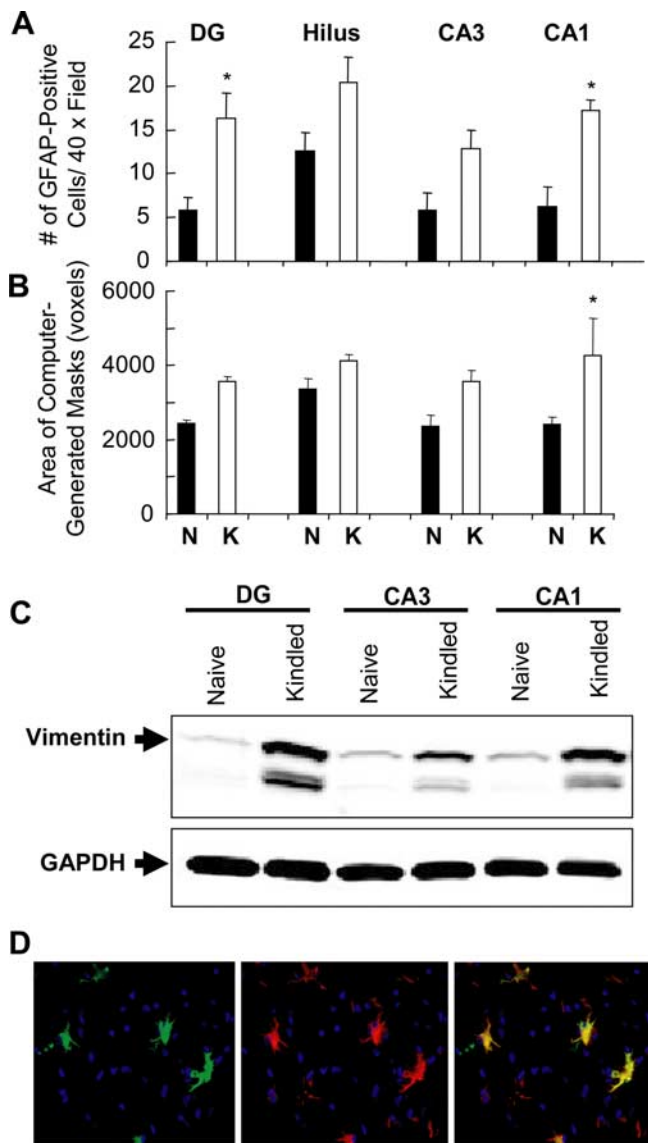 A
DG Hilus CA3 CA1
# of GFAP-Positive
Cells/ 40 x Field
25
20
15
10
5
0
* *
B
Area of Computer-
Generated Masks (voxels)
6000
4000
2000
0
*
N K N K N K N K
C
DG CA3 CA1
Naive Kindled Naive Kindled Naive Kindled
Vimentin
GAPDH
D